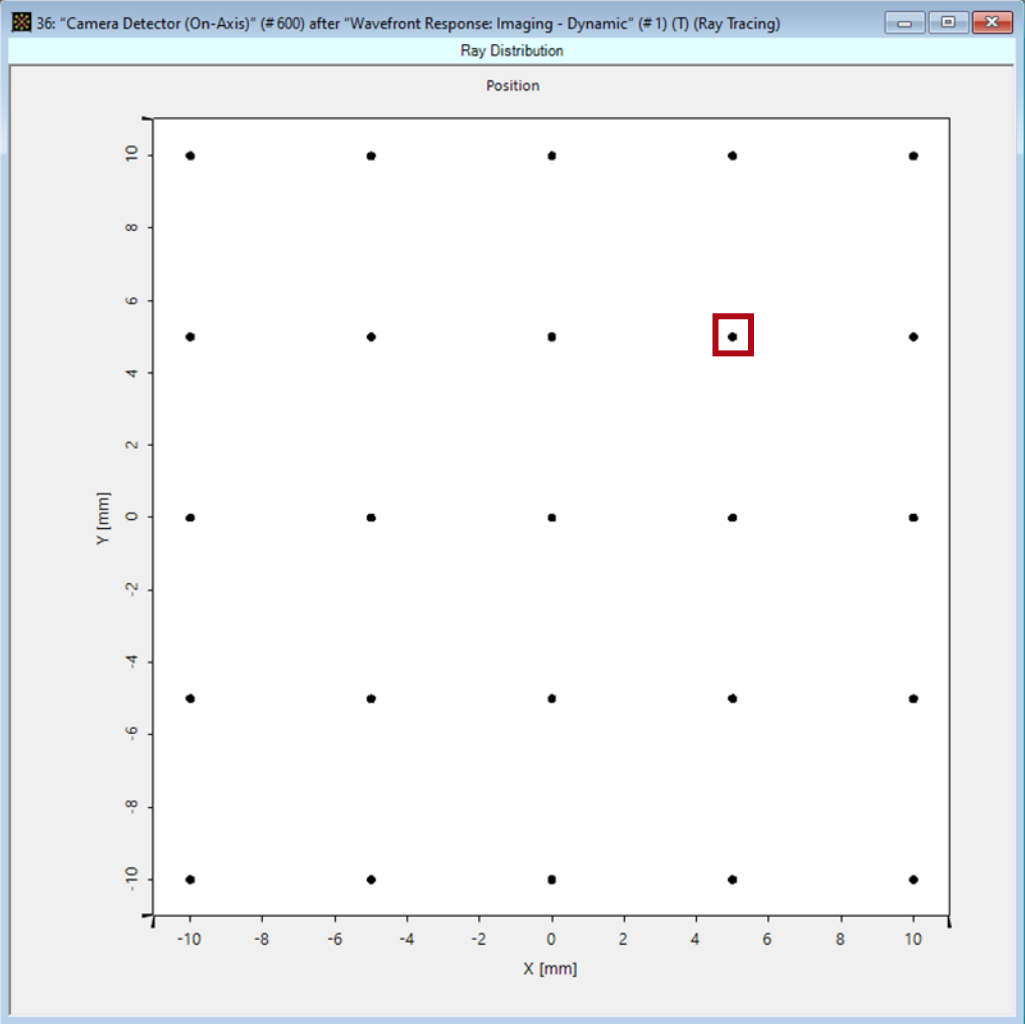 36: "Camera Detector (On-Axis)" (# 600) after "Wavefront Response: Imaging - Dynamic" (# 1) (T) (Ray Tracing)
Ray Distribution
Position
10
8
6
4
2
0
-2
-4
-6
-8
-10
Y [mm]
-10 -8 -6 -4 -2 0 2 4 6 8 10
X [mm]